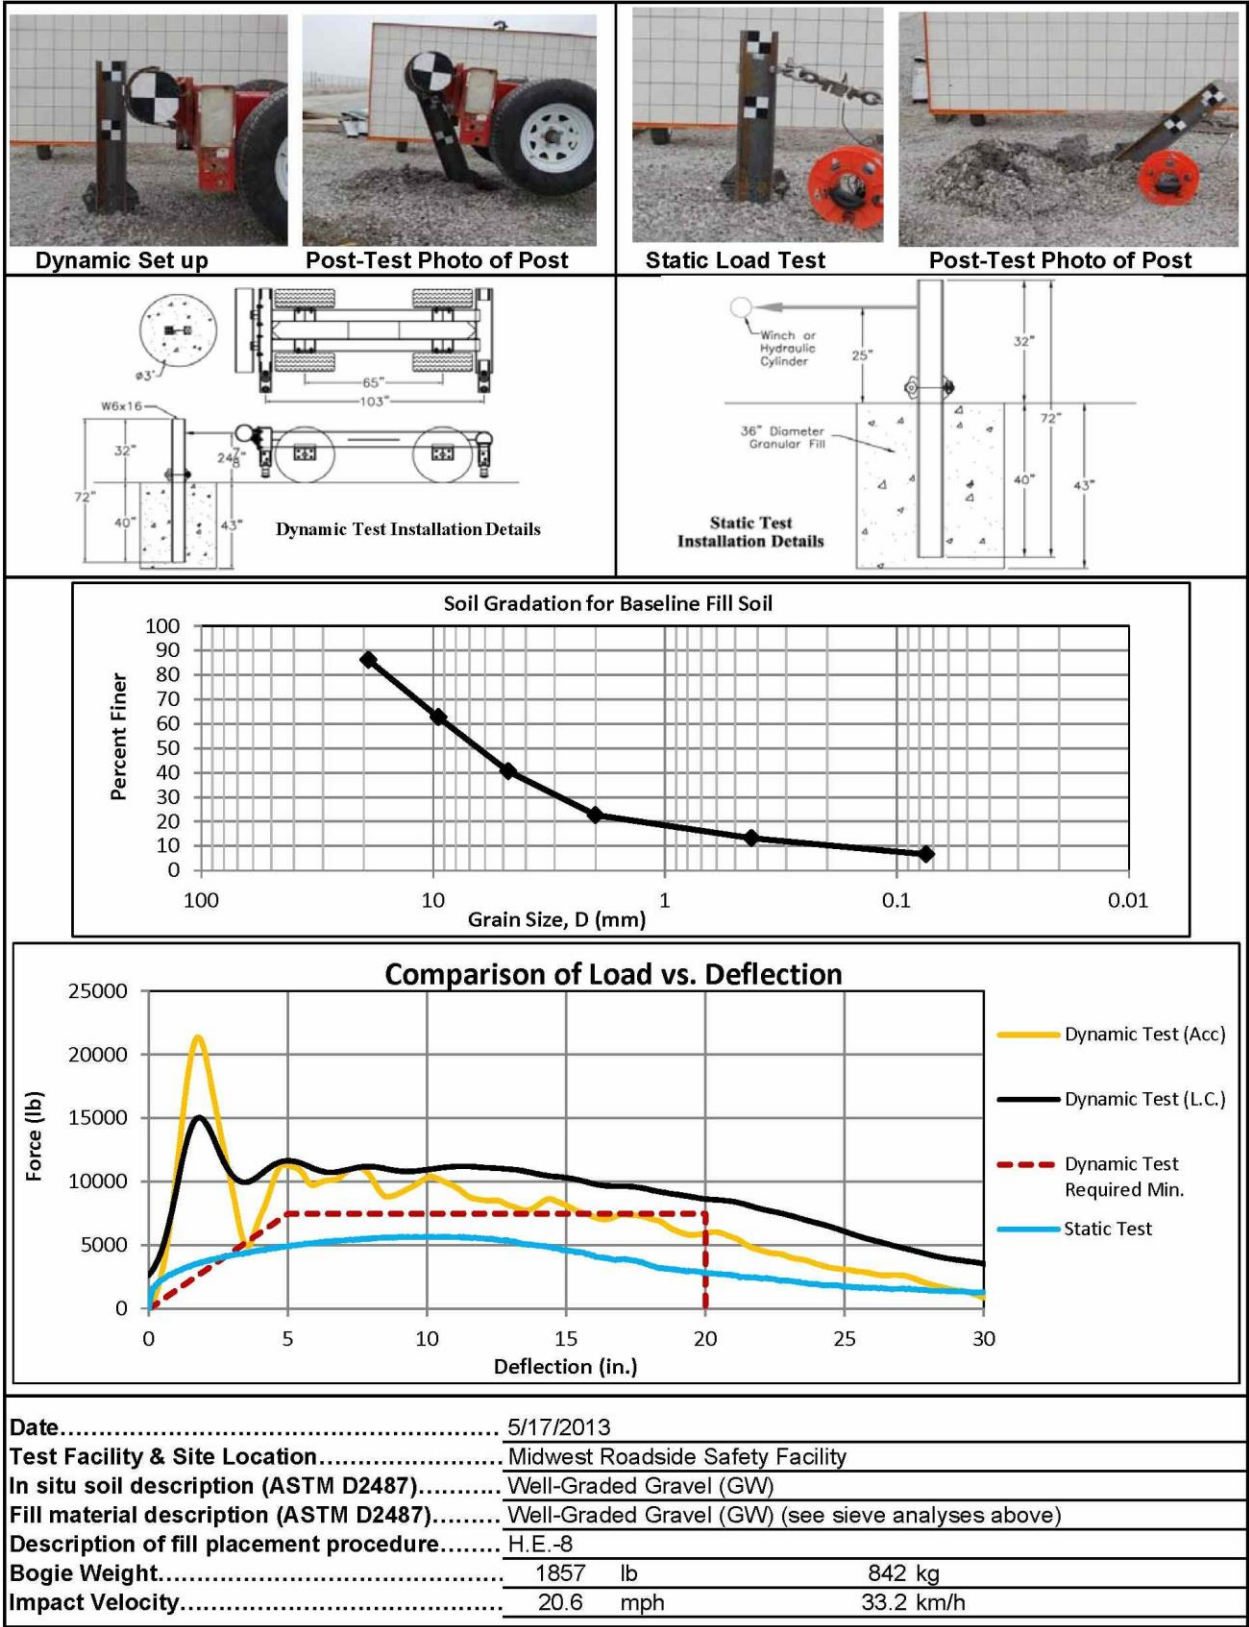 Dynamic Set up
Post-Test Photo of Post
Static Load Test
Post-Test Photo of Post
ø3'
65"
103"
W6x16
32"
24⅞"
72"
40"
43"
Dynamic Test Installation Details
Winch or
Hydraulic
Cylinder
25"
32"
36" Diameter
Granular Fill
72"
40"
43"
Static Test
Installation Details
Soil Gradation for Baseline Fill Soil
Percent Finer
100
90
80
70
60
50
40
30
20
10
0
100
10
1
0.1
0.01
Grain Size, D (mm)
Comparison of Load vs. Deflection
Force (lb)
25000
20000
15000
10000
5000
0
0
5
10
15
20
25
30
Deflection (in.)
Dynamic Test (Acc)
Dynamic Test (L.C.)
Dynamic Test
Required Min.
Static Test
Date.................................................. 5/17/2013
Test Facility & Site Location....................... Midwest Roadside Safety Facility
In situ soil description (ASTM D2487)........... Well-Graded Gravel (GW)
Fill material description (ASTM D2487)......... Well-Graded Gravel (GW) (see sieve analyses above)
Description of fill placement procedure........ H.E.-8
Bogie Weight.......................................... 1857 lb 842 kg
Impact Velocity....................................... 20.6 mph 33.2 km/h